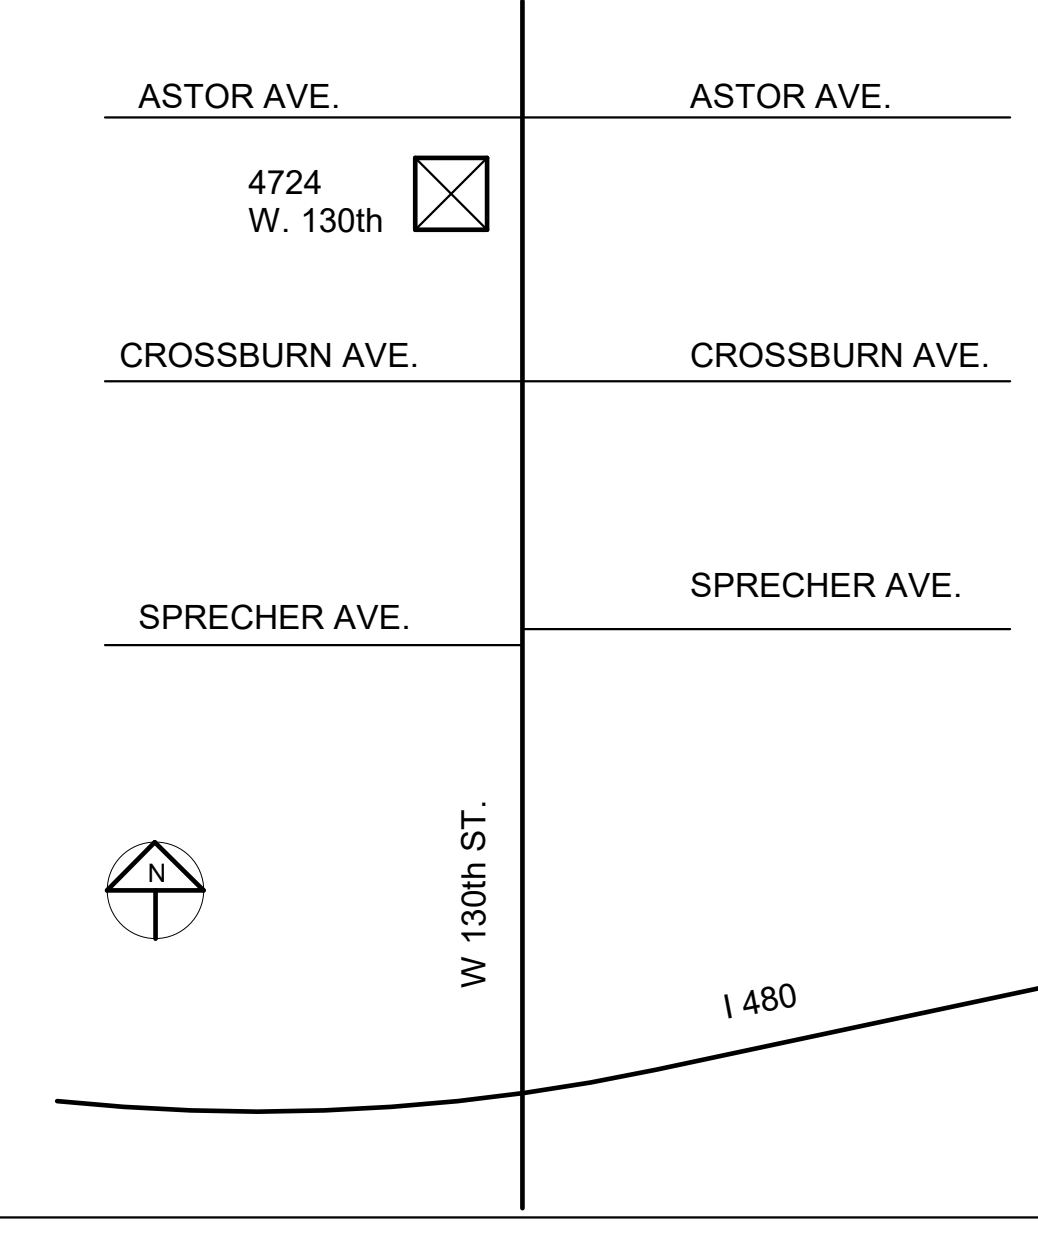 ASTOR AVE.
ASTOR AVE.
4724
W. 130th
CROSSBURN AVE.
CROSSBURN AVE.
SPRECHER AVE.
SPRECHER AVE.
W 130th ST.
N
I 480